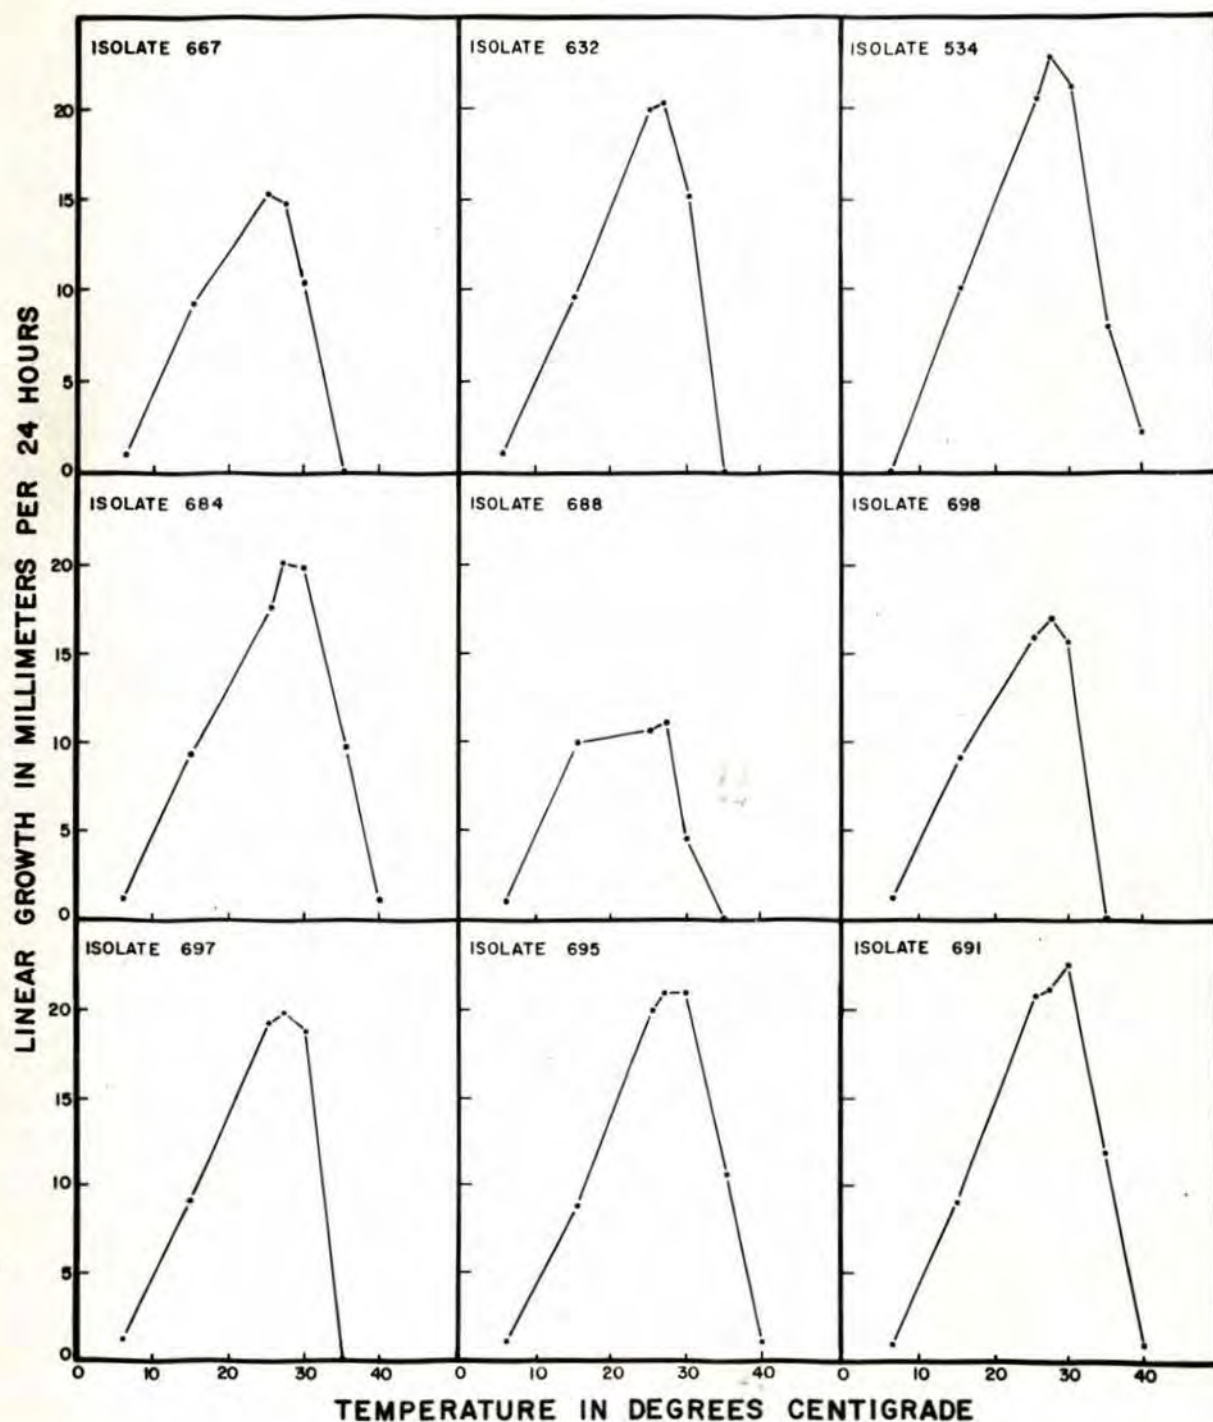 LINEAR GROWTH IN MILLIMETERS PER 24 HOURS
ISOLATE 667
ISOLATE 632
ISOLATE 534
20
15
10
5
0
ISOLATE 684
ISOLATE 688
ISOLATE 698
20
15
10
5
0
ISOLATE 697
ISOLATE 695
ISOLATE 691
20
15
10
5
0
0 10 20 30 40 0 10 20 30 40 0 10 20 30 40
TEMPERATURE IN DEGREES CENTIGRADE